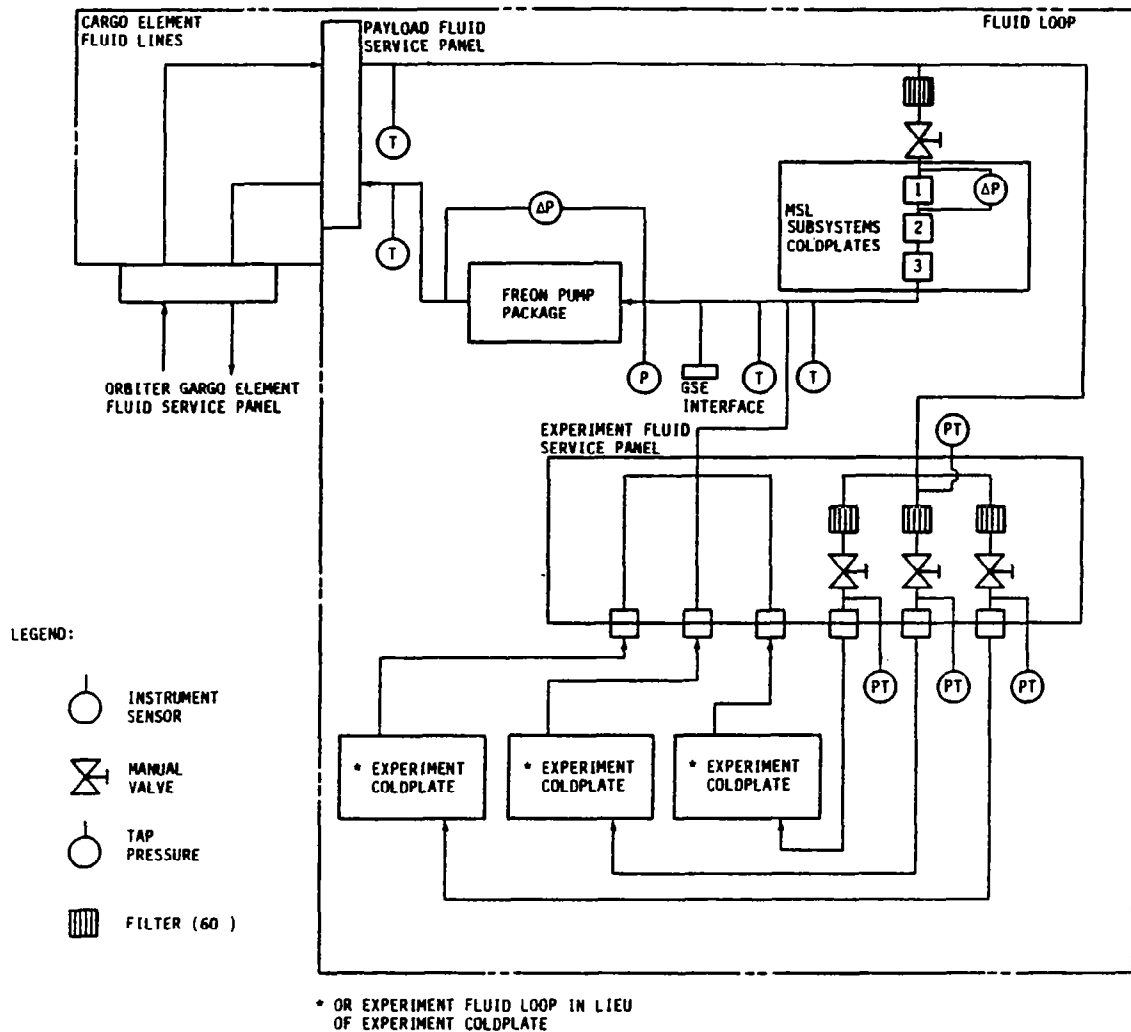 CARGO ELEMENT
FLUID LINES
PAYLOAD FLUID
SERVICE PANEL
FLUID LOOP
T
T
ΔP
FREON PUMP
PACKAGE
MSL
SUBSYSTEMS
COLDPLATES
1
2
3
ΔP
P
GSE
INTERFACE
T
T
ORBITER GARGO ELEMENT
FLUID SERVICE PANEL
EXPERIMENT FLUID
SERVICE PANEL
PT
PT
PT
PT
* EXPERIMENT
COLDPLATE
* EXPERIMENT
COLDPLATE
* EXPERIMENT
COLDPLATE
LEGEND:
INSTRUMENT
SENSOR
MANUAL
VALVE
TAP
PRESSURE
FILTER (60 )
* OR EXPERIMENT FLUID LOOP IN LIEU
OF EXPERIMENT COLDPLATE